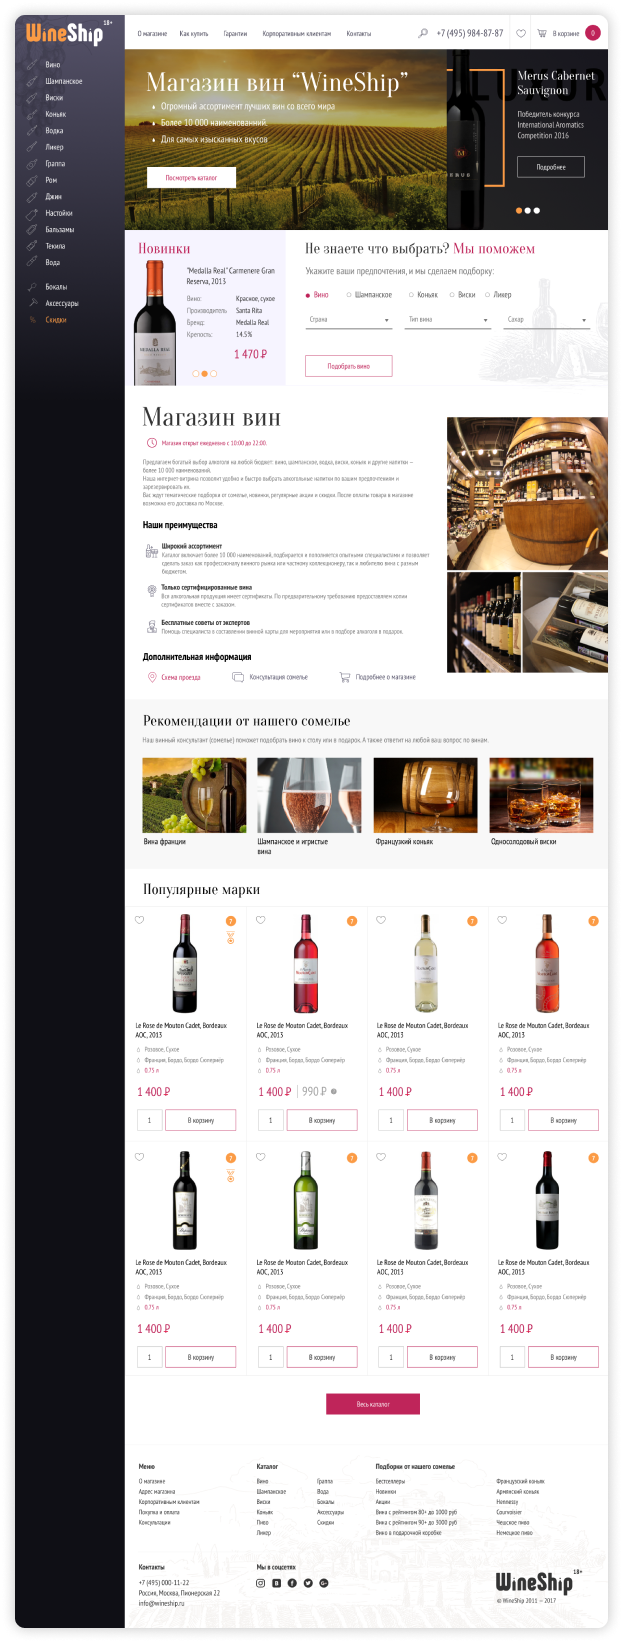 WineShip 18+
О магазине
Как купить
Гарантии
Корпоративным клиентам
Контакты
+7 (495) 984-87-87
В корзине
0
Вино
Шампанское
Виски
Коньяк
Водка
Ликер
Граппа
Ром
Джин
Настойки
Бальзамы
Текила
Вода
Бокалы
Аксессуары
Скидки
Магазин вин “WineShip”
Огромный ассортимент лучших вин со всего мира
Более 10 000 наименований.
Для самых изысканных вкусов
Посмотреть каталог
Merus Cabernet
Sauvignon
Победитель конкурса
International Aromatics
Competition 2016
Подробнее
Новинки
"Medalla Real" Carmenere Gran
Reserva, 2013
Вино: Красное, сухое
Производитель Santa Rita
Бренд: Medalla Real
Крепость: 14.5%
1 470 ₽
MEDALLA REAL
Не знаете что выбрать? Мы поможем
Укажите ваши предпочтения, и мы сделаем подборку:
Вино
Шампанское
Коньяк
Виски
Ликер
Страна
Тип вина
Сахар
Подобрать вино
Магазин вин
Магазин открыт ежедневно с 10:00 до 22:00.
Предлагаем богатый выбор алкоголя на любой бюджет: вино, шампанское, водка, виски, коньяк и другие напитки —
более 10 000 наименований.
Наша интернет-витрина позволит удобно и быстро выбрать алкогольные напитки по вашим предпочтениям и
зарезервировать их.
Вас ждут тематические подборки от сомелье, новинки, регулярные акции и скидки. После оплаты товара в магазине
возможна его доставка по Москве.
Наши преимущества
Широкий ассортимент
Каталог включает более 10 000 наименований, подбирается и пополняется опытными специалистами и позволяет
сделать заказ как профессионалу винного рынка или частному коллекционеру, так и любителю вина с разным
бюджетом.
Только сертифицированные вина
Вся алкогольная продукция имеет сертификаты. По предварительному требованию предоставляем копии
сертификатов вместе с заказом.
Бесплатные советы от экспертов
Помощь специалиста в составлении винной карты для мероприятия или в подборе алкоголя в подарок.
Дополнительная информация
Схема проезда
Консультация сомелье
Подробнее о магазине
Рекомендации от нашего сомелье
Наш винный консультант (сомелье) поможет подобрать вино к столу или в подарок. А также ответит на любой ваш вопрос по винам.
Вина франции
Шампанское и игристые
вина
Французкий коньяк
Односолодовый виски
Популярные марки
7
7
7
7
Le Rose de Mouton Cadet, Bordeaux
AOC, 2013
Розовое, Сухое
Франция, Бордо, Бордо Сюпериёр
0.75 л
1 400 ₽
1
В корзину
Le Rose de Mouton Cadet, Bordeaux
AOC, 2013
Розовое, Сухое
Франция, Бордо, Бордо Сюпериёр
0.75 л
1 400 ₽
990 ₽
1
В корзину
Le Rose de Mouton Cadet, Bordeaux
AOC, 2013
Розовое, Сухое
Франция, Бордо, Бордо Сюпериёр
0.75 л
1 400 ₽
1
В корзину
Le Rose de Mouton Cadet, Bordeaux
AOC, 2013
Розовое, Сухое
Франция, Бордо, Бордо Сюпериёр
0.75 л
1 400 ₽
1
В корзину
7
7
7
7
Le Rose de Mouton Cadet, Bordeaux
AOC, 2013
Розовое, Сухое
Франция, Бордо, Бордо Сюпериёр
0.75 л
1 400 ₽
1
В корзину
Le Rose de Mouton Cadet, Bordeaux
AOC, 2013
Розовое, Сухое
Франция, Бордо, Бордо Сюпериёр
0.75 л
1 400 ₽
1
В корзину
Le Rose de Mouton Cadet, Bordeaux
AOC, 2013
Розовое, Сухое
Франция, Бордо, Бордо Сюпериёр
0.75 л
1 400 ₽
1
В корзину
Le Rose de Mouton Cadet, Bordeaux
AOC, 2013
Розовое, Сухое
Франция, Бордо, Бордо Сюпериёр
0.75 л
1 400 ₽
1
В корзину
Весь каталог
Меню
О магазине
Адрес магазина
Корпоративным клиентам
Покупка и оплата
Консультации
Каталог
Вино
Шампанское
Виски
Коньяк
Пиво
Ликер
Граппа
Вода
Бокалы
Аксессуары
Скидки
Подборки от нашего сомелье
Бестселлеры
Новинки
Акции
Вина с рейтингом 80+ до 1000 руб
Вина с рейтингом 90+ до 3000 руб
Вино в подарочной коробке
Французский коньяк
Армянский коньяк
Hennessy
Courvoisier
Чешское пиво
Немецкое пиво
Контакты
+7 (495) 000-11-22
Россия, Москва, Пионерская 22
info@wineship.ru
Мы в соцсетях
WineShip 18+
© WineShip 2011 — 2017